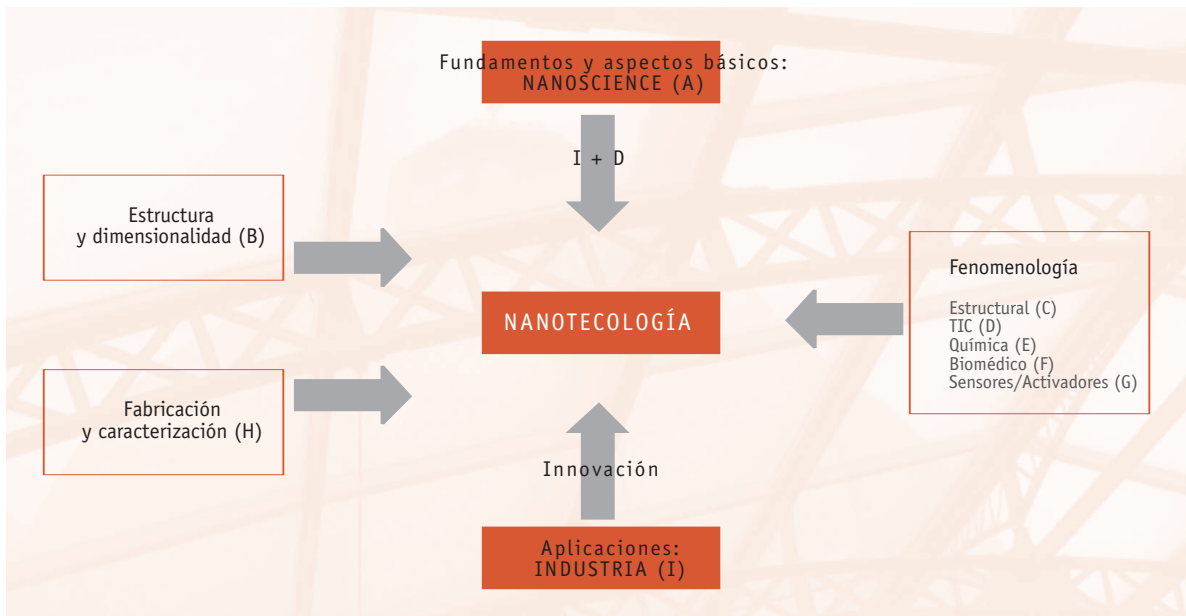 Fundamentos y aspectos básicos:
NANOSCIENCE (A)
I + D
Estructura
y dimensionalidad (B)
Fenomenología
Estructural (C)
TIC (D)
Química (E)
Biomédico (F)
Sensores/Activadores (G)
NANOTECOLOGÍA
Fabricación
y caracterización (H)
Innovación
Aplicaciones:
INDUSTRIA (I)